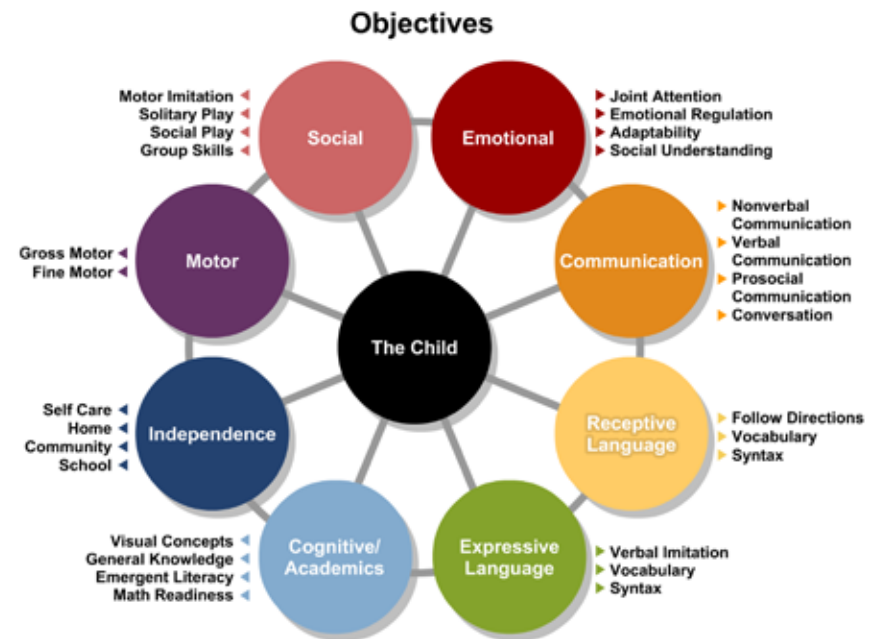 Objectives
Motor Imitation
Solitary Play
Social Play
Group Skills
Social
Emotional
Joint Attention
Emotional Regulation
Adaptability
Social Understanding
Gross Motor
Fine Motor
Motor
Communication
Nonverbal
Communication
Verbal
Communication
Prosocial
Communication
Conversation
The Child
Self Care
Home
Community
School
Independence
Receptive
Language
Follow Directions
Vocabulary
Syntax
Visual Concepts
General Knowledge
Emergent Literacy
Math Readiness
Cognitive/
Academics
Expressive
Language
Verbal Imitation
Vocabulary
Syntax